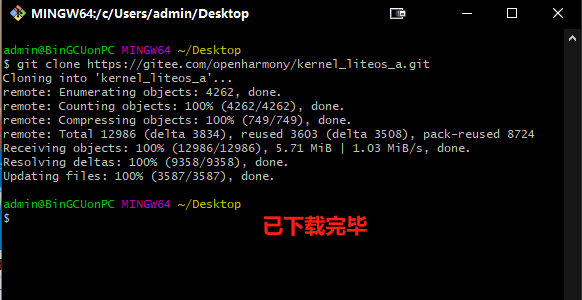 MINGW64:/c/Users/admin/Desktop
admin@BinGCUonPC MINGW64 ~/Desktop
$ git clone https://gitee.com/openharmony/kernel_liteos_a.git
Cloning into 'kernel_liteos_a'...
remote: Enumerating objects: 4262, done.
remote: Counting objects: 100% (4262/4262), done.
remote: Compressing objects: 100% (749/749), done.
remote: Total 12986 (delta 3834), reused 3603 (delta 3508), pack-reused 8724
Receiving objects: 100% (12986/12986), 5.71 MiB | 1.03 MiB/s, done.
Resolving deltas: 100% (9358/9358), done.
Updating files: 100% (3587/3587), done.
admin@BinGCUonPC MINGW64 ~/Desktop
$
已下载完毕